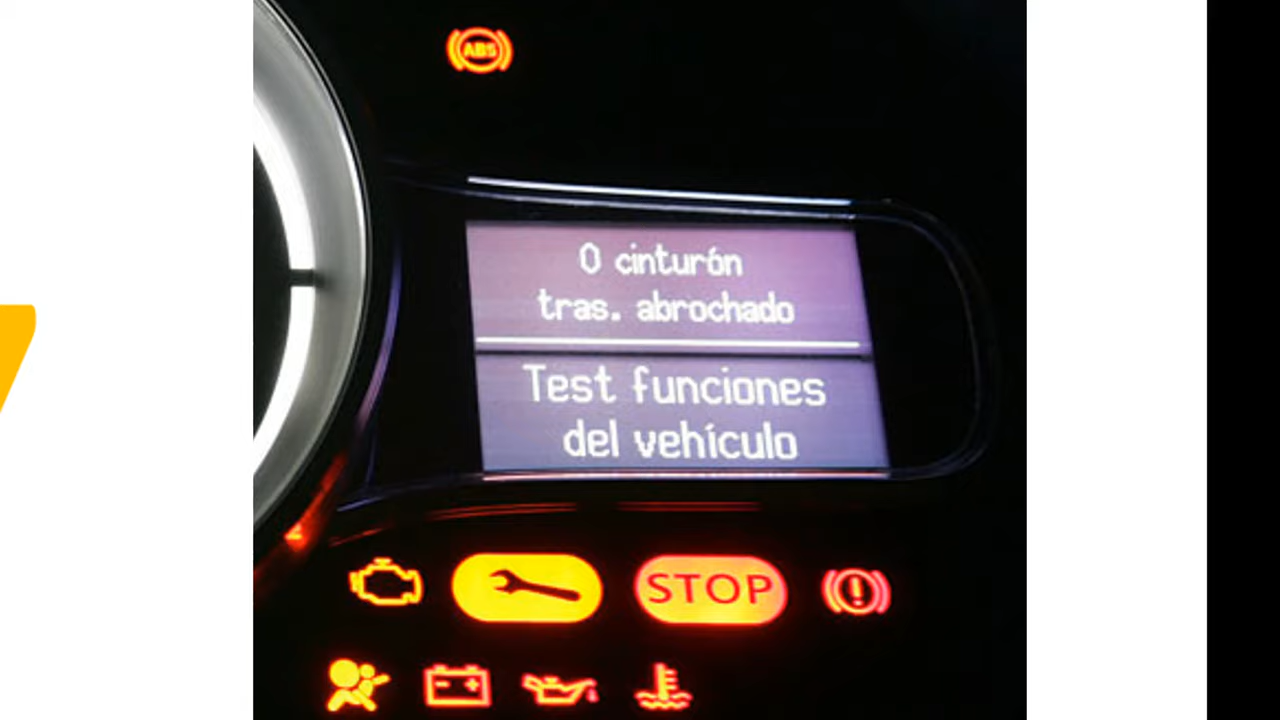 ABS
0 cinturón
tras. abrochado
Test funciones
del vehículo
STOP